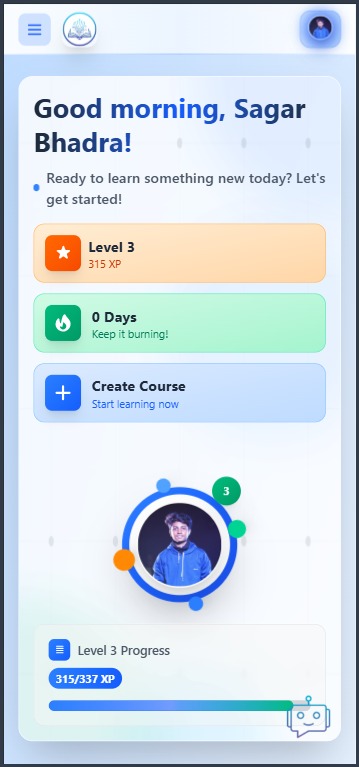 Good morning, Sagar
Bhadra!
Ready to learn something new today? Let's
get started!
Level 3
315 XP
0 Days
Keep it burning!
Create Course
Start learning now
3
Level 3 Progress
315/337 XP